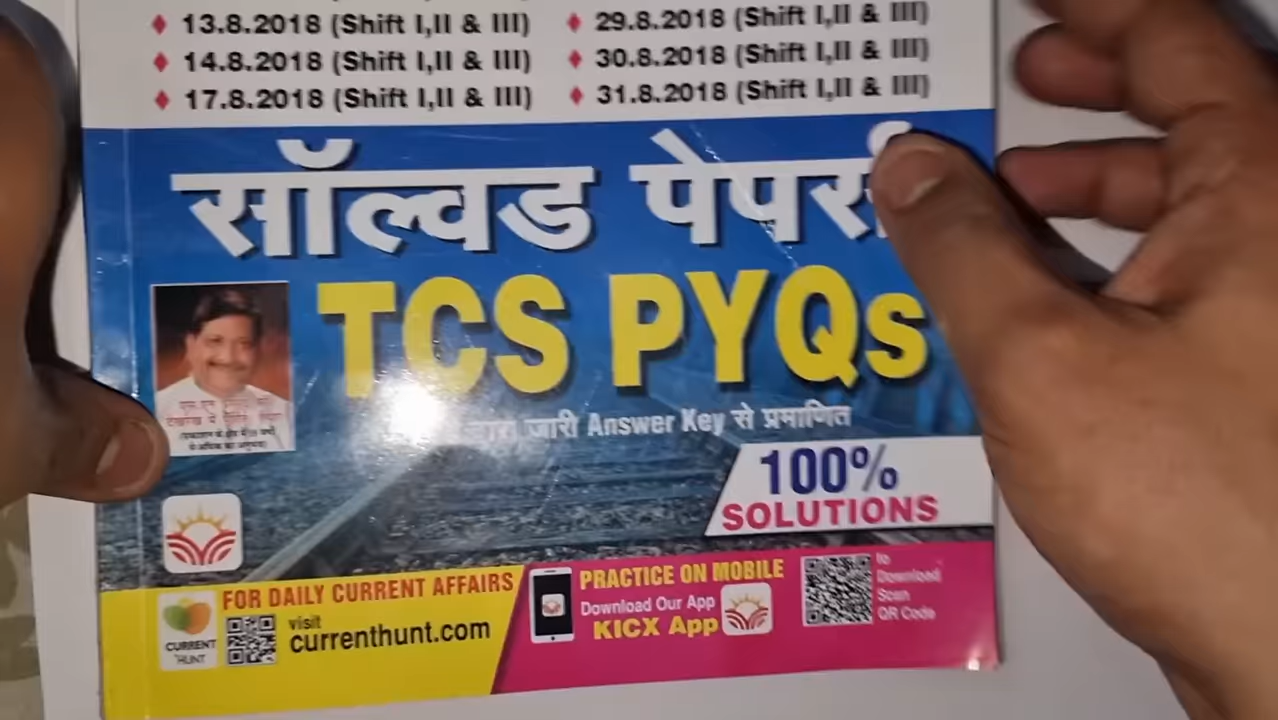 13.8.2018 (Shift I,II & III)
14.8.2018 (Shift I,II & III)
17.8.2018 (Shift I,II & III)
29.8.2018 (Shift I,II & III)
30.8.2018 (Shift I,II & III)
31.8.2018 (Shift I,II & III)
सॉल्वड पेपर्स
TCS PYQs
जारी Answer Key से प्रमाणित
100%
SOLUTIONS
FOR DAILY CURRENT AFFAIRS
visit
currenthunt.com
CURRENT
HUNT
PRACTICE ON MOBILE
Download Our App
KICX App
to
Download
Scan
QR Code